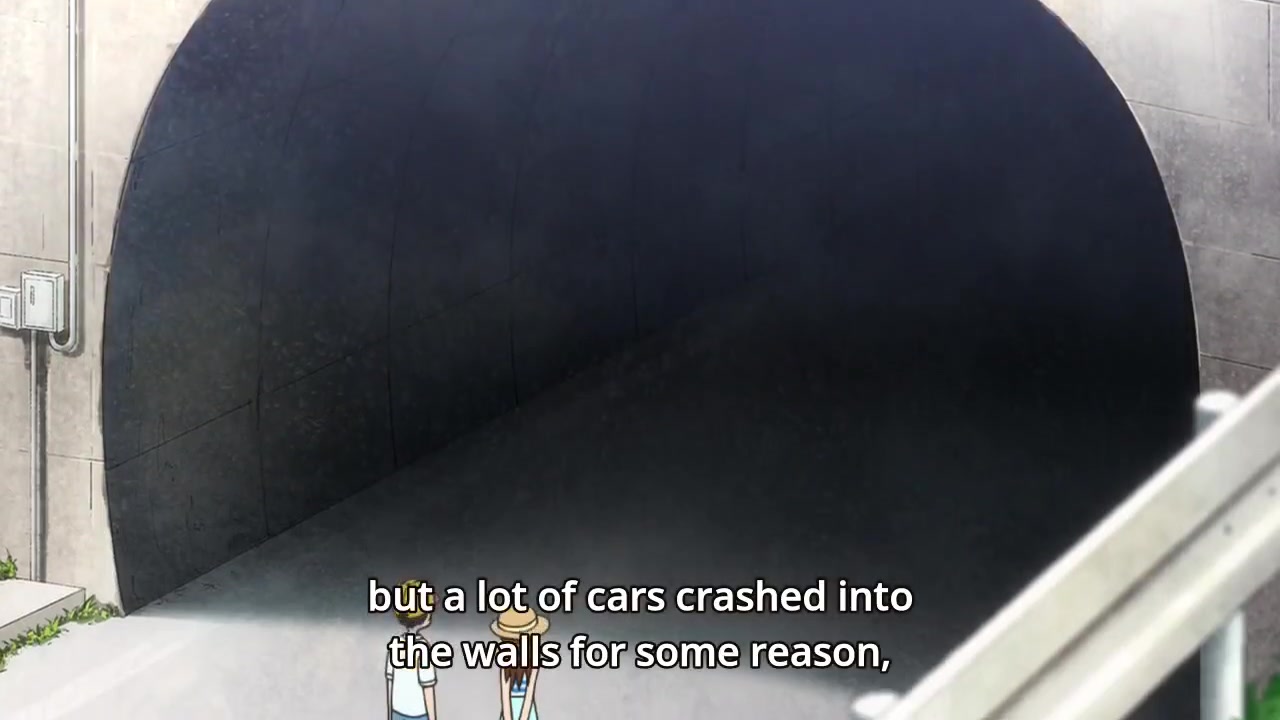 but a lot of cars crashed into
the walls for some reason,